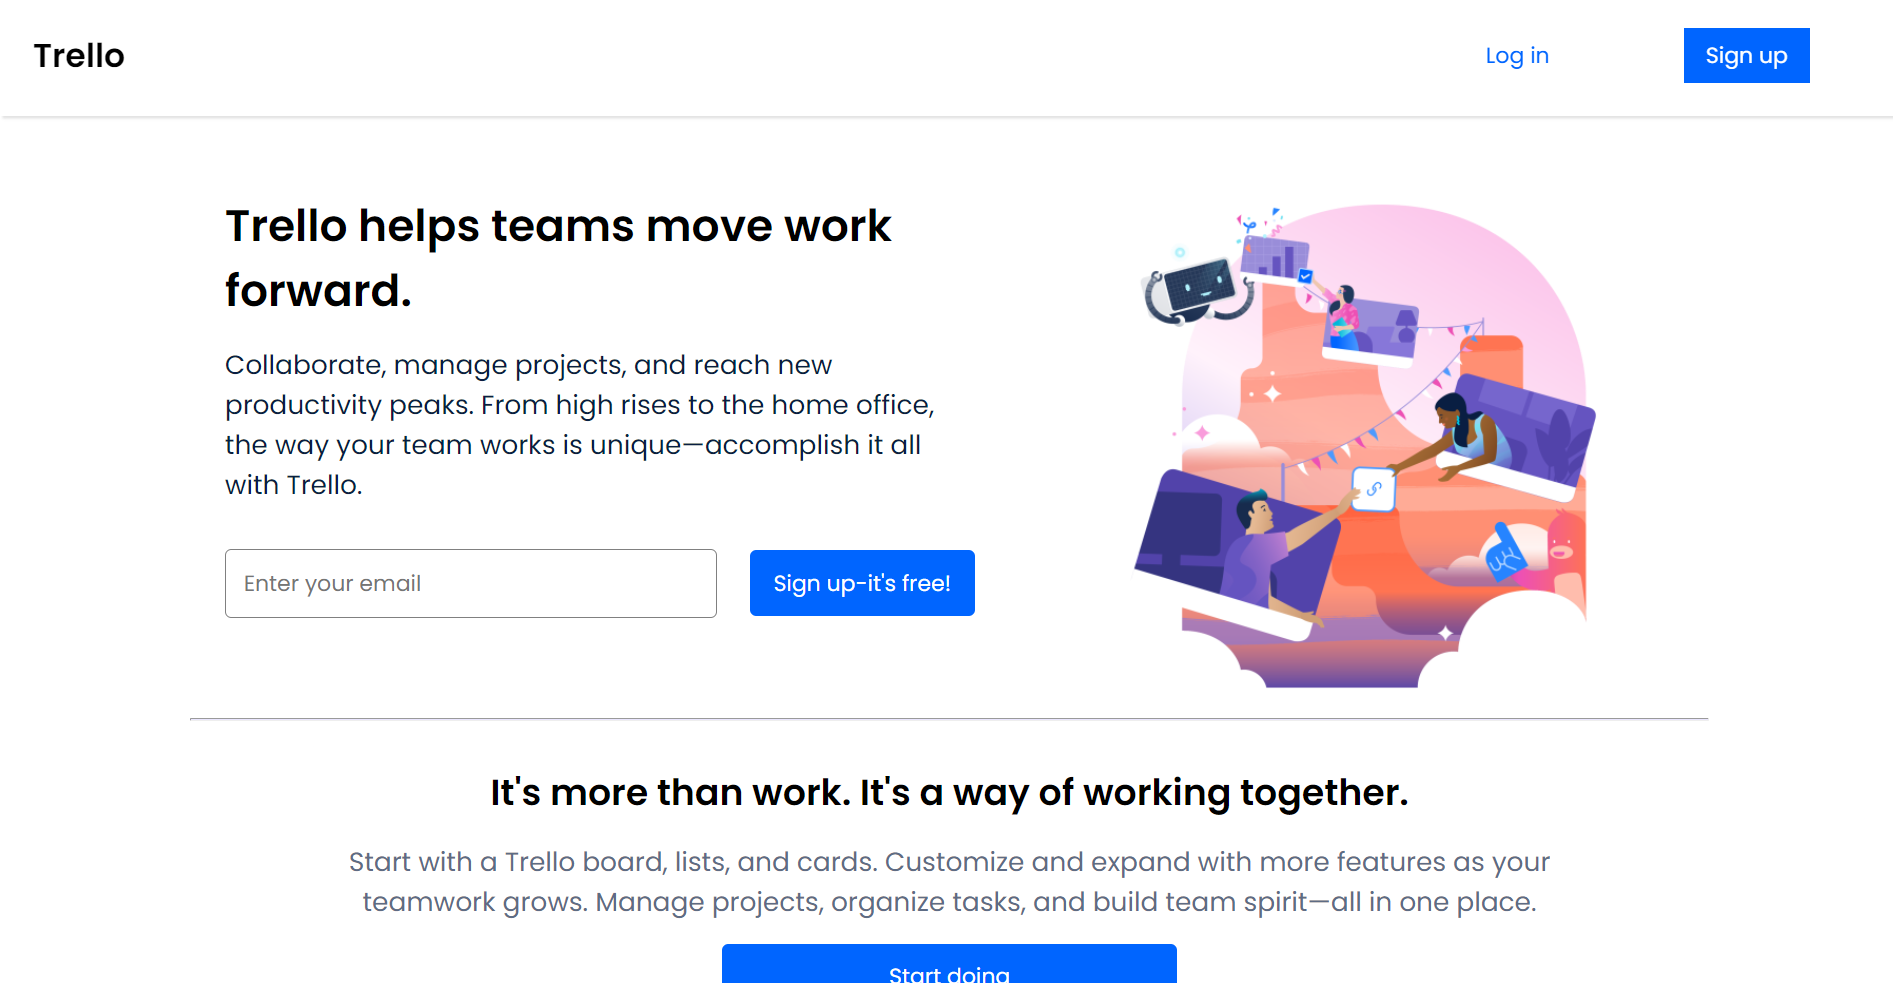 Trello
Log in
Sign up
Trello helps teams move work
forward.
Collaborate, manage projects, and reach new
productivity peaks. From high rises to the home office,
the way your team works is unique—accomplish it all
with Trello.
Enter your email
Sign up-it's free!
It's more than work. It's a way of working together.
Start with a Trello board, lists, and cards. Customize and expand with more features as your
teamwork grows. Manage projects, organize tasks, and build team spirit—all in one place.
Start doing